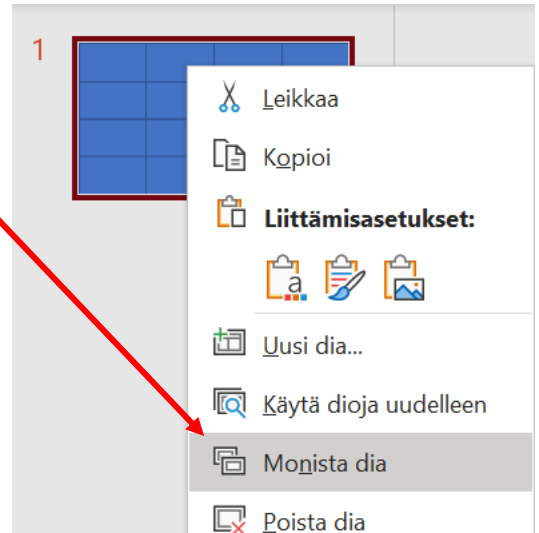 1
Leikkaa
Kopioi
Liittämisasetukset:
a
Uusi dia...
Käytä dioja uudelleen
Monista dia
Poista dia